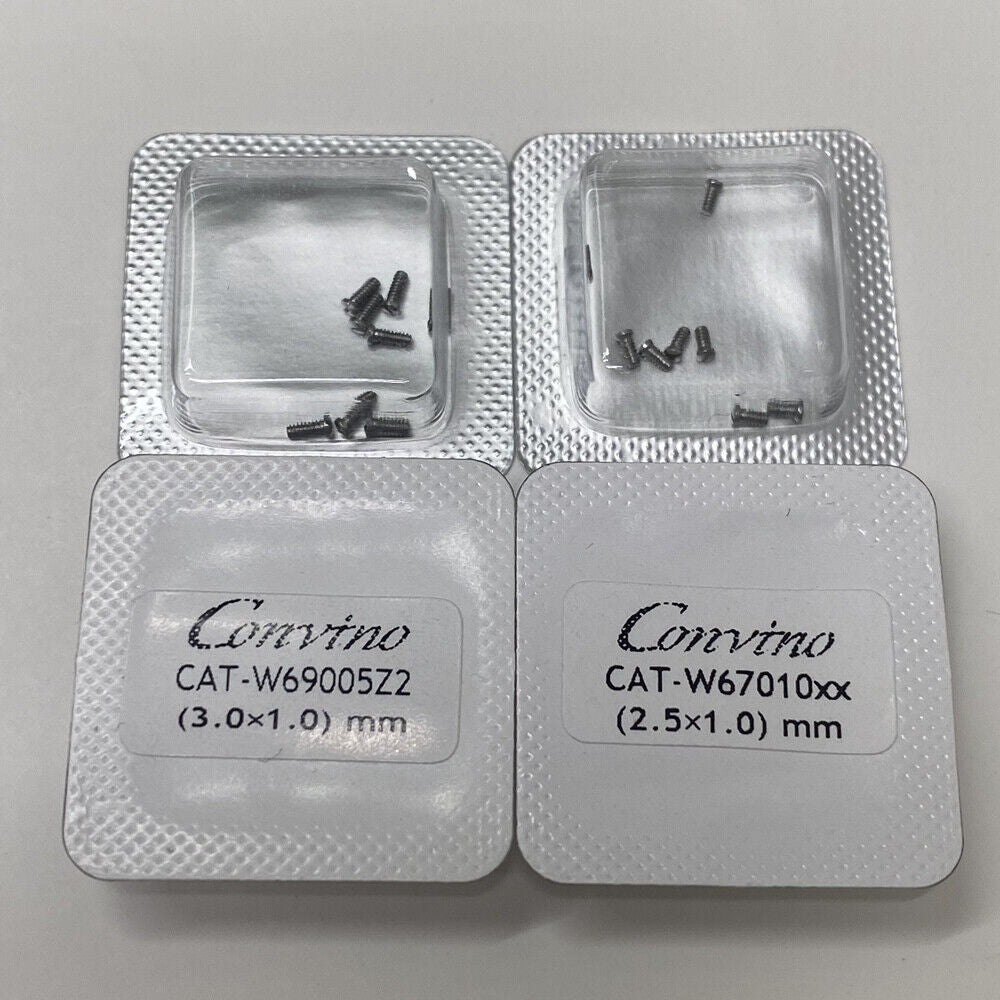 Convino
CAT-W69005Z2
(3.0×1.0) mm
Convino
CAT-W67010xx
(2.5×1.0) mm